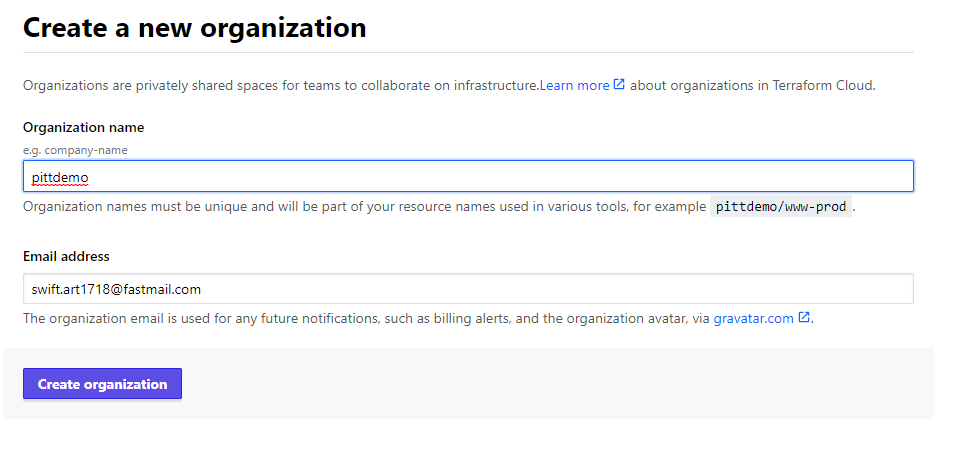 Create a new organization
Organizations are privately shared spaces for teams to collaborate on infrastructure.Learn more about organizations in Terraform Cloud.
Organization name
e.g. company-name
pittdemo
Organization names must be unique and will be part of your resource names used in various tools, for example pittdemo/www-prod .
Email address
swift.art1718@fastmail.com
The organization email is used for any future notifications, such as billing alerts, and the organization avatar, via gravatar.com .
Create organization